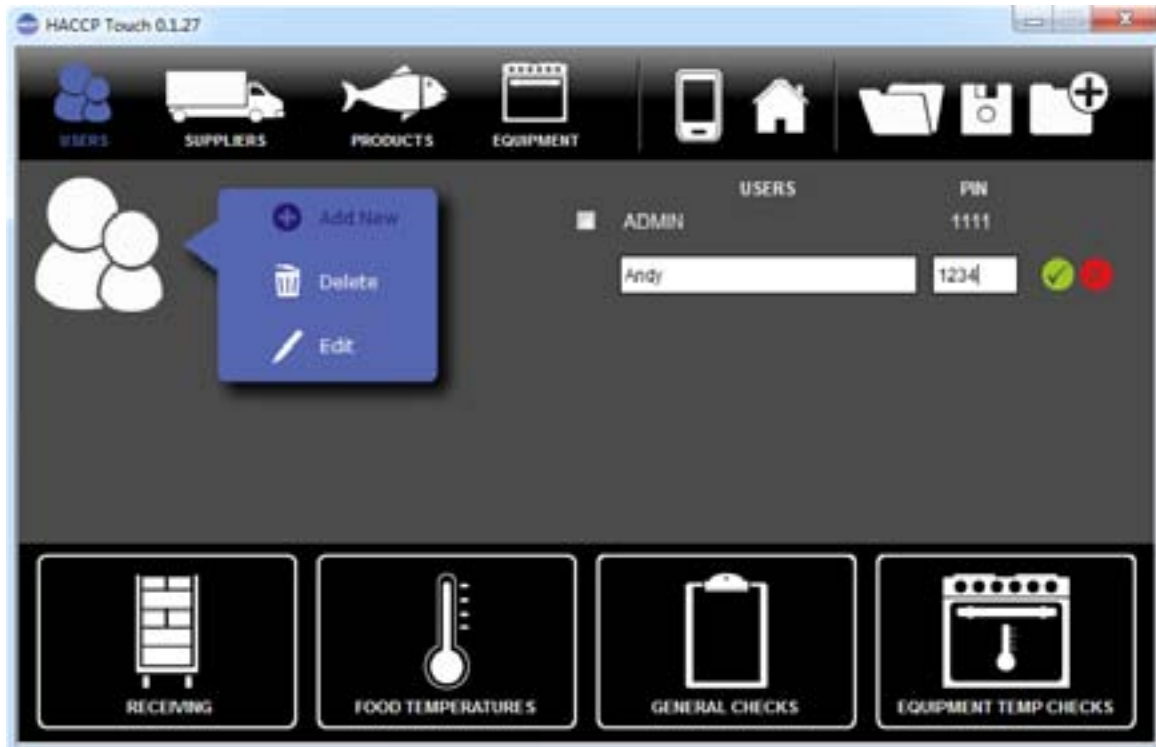 HACCP Touch 0.1.27
USERS SUPPLIERS PRODUCTS EQUIPMENT
USERS PIN
Add New
ADMIN 1111
Delete
Andy 1234
Edit
RECEIVING FOOD TEMPERATURES GENERAL CHECKS EQUIPMENT TEMP CHECKS